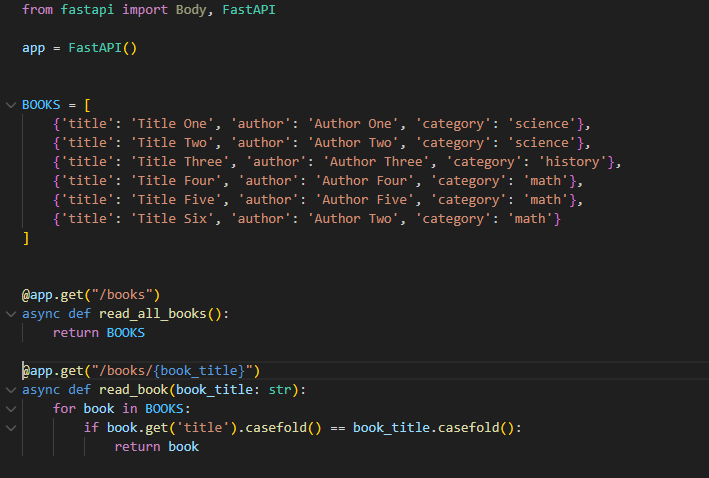 from fastapi import Body, FastAPI
app = FastAPI()
BOOKS = [
    {'title': 'Title One', 'author': 'Author One', 'category': 'science'},
    {'title': 'Title Two', 'author': 'Author Two', 'category': 'science'},
    {'title': 'Title Three', 'author': 'Author Three', 'category': 'history'},
    {'title': 'Title Four', 'author': 'Author Four', 'category': 'math'},
    {'title': 'Title Five', 'author': 'Author Five', 'category': 'math'},
    {'title': 'Title Six', 'author': 'Author Two', 'category': 'math'}
]
@app.get("/books")
async def read_all_books():
    return BOOKS
@app.get("/books/{book_title}")
async def read_book(book_title: str):
    for book in BOOKS:
        if book.get('title').casefold() == book_title.casefold():
            return book